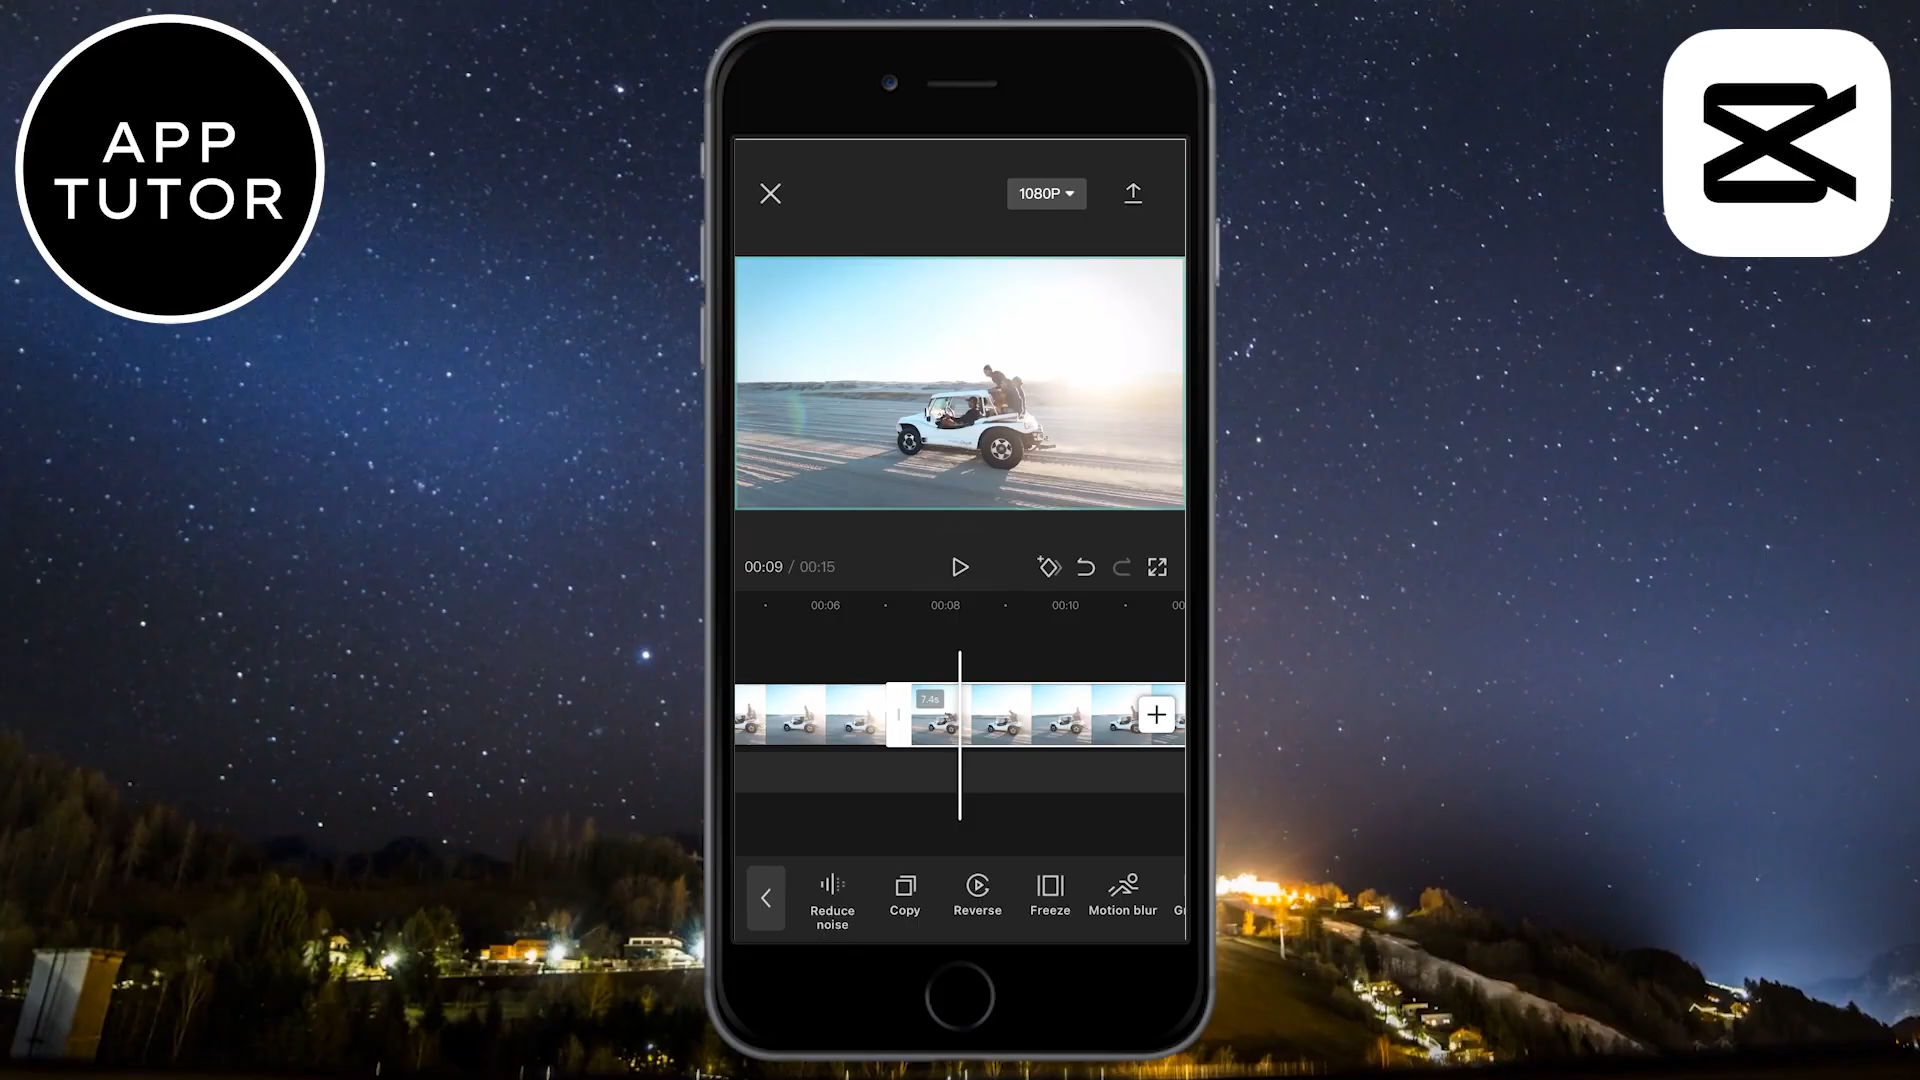 APP
TUTOR
1080P
00:09 / 00:15
00:06
00:08
00:10
00
7.4s
Reduce
noise
Copy
Reverse
Freeze
Motion blur